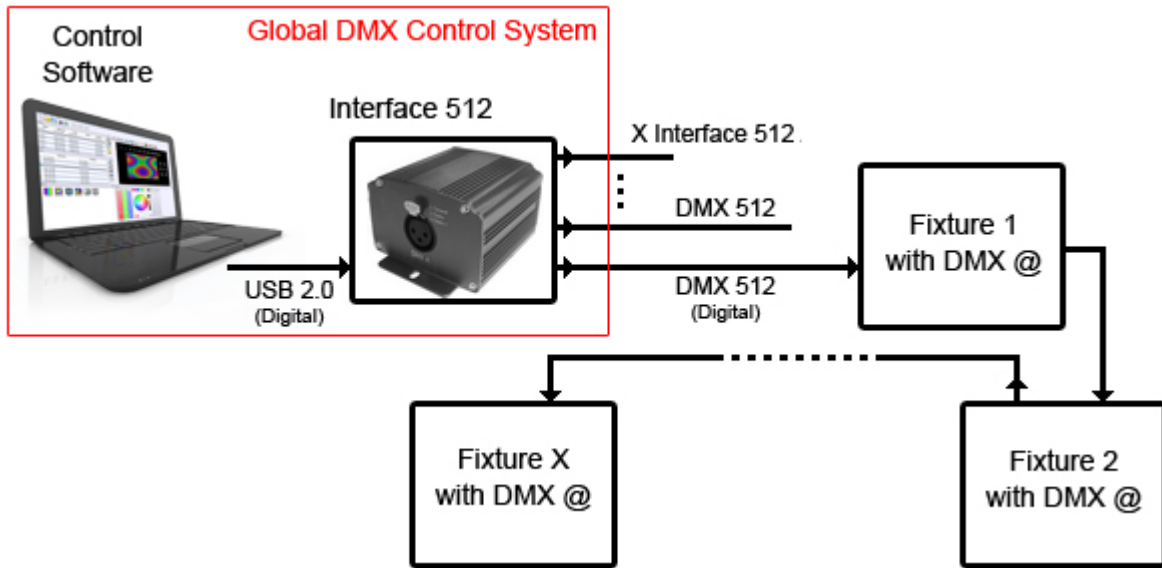 Global DMX Control System
Control
Software
Interface 512
X Interface 512
DMX 512
USB 2.0
(Digital)
DMX 512
(Digital)
Fixture 1
with DMX @
Fixture X
with DMX @
Fixture 2
with DMX @